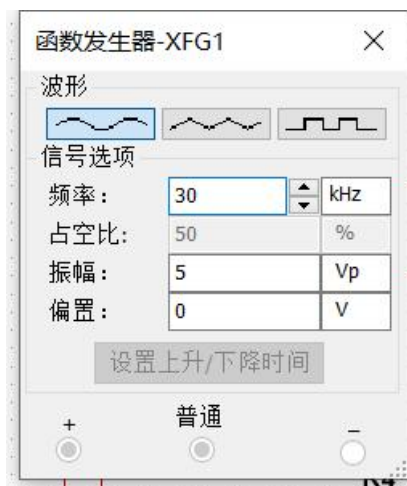 函数发生器-XFG1
波形
信号选项
频率： 30 kHz
占空比: 50 %
振幅： 5 Vp
偏置： 0 V
设置上升/下降时间
+ 普通 −